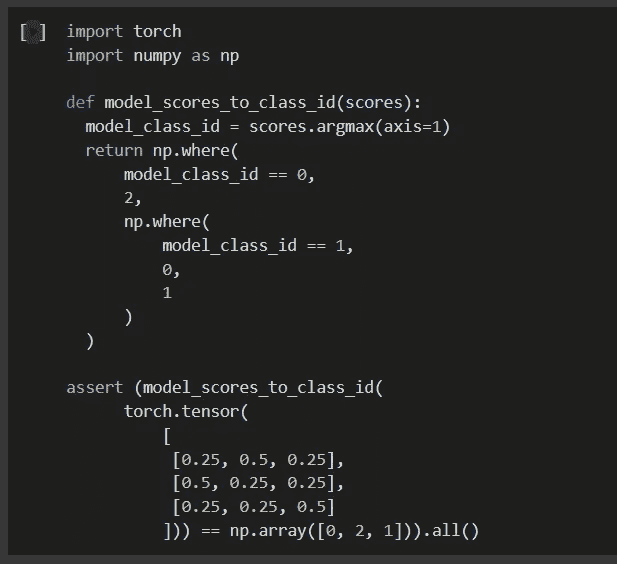 [ ] import torch
import numpy as np
def model_scores_to_class_id(scores):
model_class_id = scores.argmax(axis=1)
return np.where(
model_class_id == 0,
2,
np.where(
model_class_id == 1,
0,
1
)
)
assert (model_scores_to_class_id(
torch.tensor(
[
[0.25, 0.5, 0.25],
[0.5, 0.25, 0.25],
[0.25, 0.25, 0.5]
])) == np.array([0, 2, 1])).all()